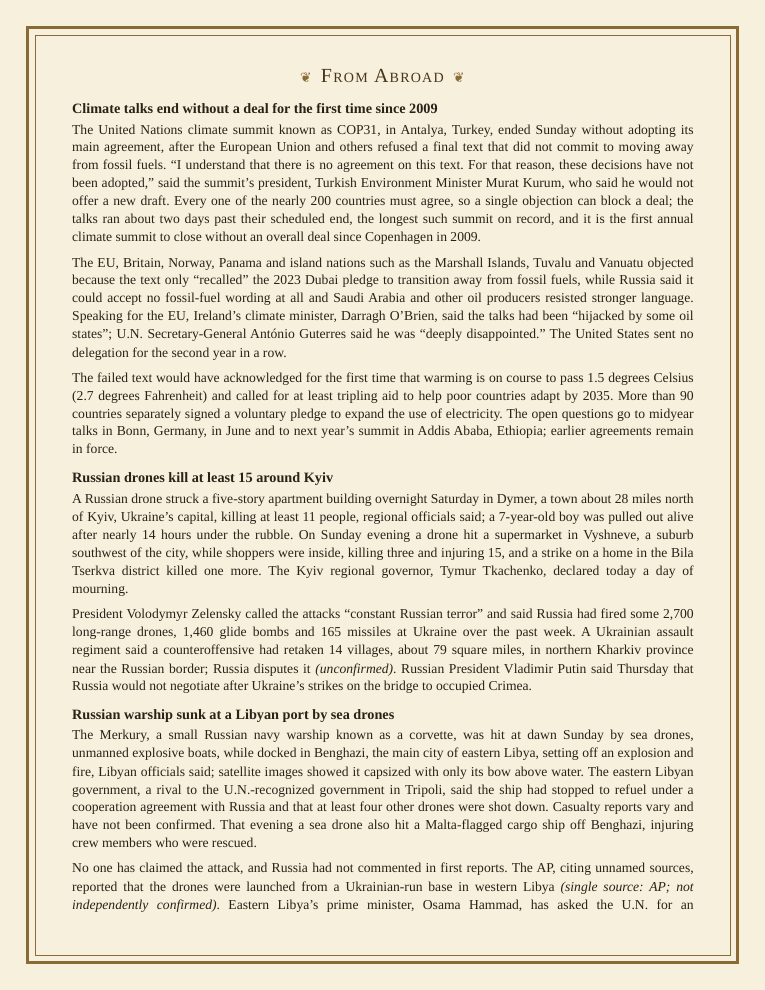 ❦ From Abroad ❦
Climate talks end without a deal for the first time since 2009
The United Nations climate summit known as COP31, in Antalya, Turkey, ended Sunday without adopting its
main agreement, after the European Union and others refused a final text that did not commit to moving away
from fossil fuels. “I understand that there is no agreement on this text. For that reason, these decisions have not
been adopted,” said the summit’s president, Turkish Environment Minister Murat Kurum, who said he would not
offer a new draft. Every one of the nearly 200 countries must agree, so a single objection can block a deal; the
talks ran about two days past their scheduled end, the longest such summit on record, and it is the first annual
climate summit to close without an overall deal since Copenhagen in 2009.
The EU, Britain, Norway, Panama and island nations such as the Marshall Islands, Tuvalu and Vanuatu objected
because the text only “recalled” the 2023 Dubai pledge to transition away from fossil fuels, while Russia said it
could accept no fossil-fuel wording at all and Saudi Arabia and other oil producers resisted stronger language.
Speaking for the EU, Ireland’s climate minister, Darragh O’Brien, said the talks had been “hijacked by some oil
states”; U.N. Secretary-General António Guterres said he was “deeply disappointed.” The United States sent no
delegation for the second year in a row.
The failed text would have acknowledged for the first time that warming is on course to pass 1.5 degrees Celsius
(2.7 degrees Fahrenheit) and called for at least tripling aid to help poor countries adapt by 2035. More than 90
countries separately signed a voluntary pledge to expand the use of electricity. The open questions go to midyear
talks in Bonn, Germany, in June and to next year’s summit in Addis Ababa, Ethiopia; earlier agreements remain
in force.
Russian drones kill at least 15 around Kyiv
A Russian drone struck a five-story apartment building overnight Saturday in Dymer, a town about 28 miles north
of Kyiv, Ukraine’s capital, killing at least 11 people, regional officials said; a 7-year-old boy was pulled out alive
after nearly 14 hours under the rubble. On Sunday evening a drone hit a supermarket in Vyshneve, a suburb
southwest of the city, while shoppers were inside, killing three and injuring 15, and a strike on a home in the Bila
Tserkva district killed one more. The Kyiv regional governor, Tymur Tkachenko, declared today a day of
mourning.
President Volodymyr Zelensky called the attacks “constant Russian terror” and said Russia had fired some 2,700
long-range drones, 1,460 glide bombs and 165 missiles at Ukraine over the past week. A Ukrainian assault
regiment said a counteroffensive had retaken 14 villages, about 79 square miles, in northern Kharkiv province
near the Russian border; Russia disputes it (unconfirmed). Russian President Vladimir Putin said Thursday that
Russia would not negotiate after Ukraine’s strikes on the bridge to occupied Crimea.
Russian warship sunk at a Libyan port by sea drones
The Merkury, a small Russian navy warship known as a corvette, was hit at dawn Sunday by sea drones,
unmanned explosive boats, while docked in Benghazi, the main city of eastern Libya, setting off an explosion and
fire, Libyan officials said; satellite images showed it capsized with only its bow above water. The eastern Libyan
government, a rival to the U.N.-recognized government in Tripoli, said the ship had stopped to refuel under a
cooperation agreement with Russia and that at least four other drones were shot down. Casualty reports vary and
have not been confirmed. That evening a sea drone also hit a Malta-flagged cargo ship off Benghazi, injuring
crew members who were rescued.
No one has claimed the attack, and Russia had not commented in first reports. The AP, citing unnamed sources,
reported that the drones were launched from a Ukrainian-run base in western Libya (single source: AP; not
independently confirmed). Eastern Libya’s prime minister, Osama Hammad, has asked the U.N. for an